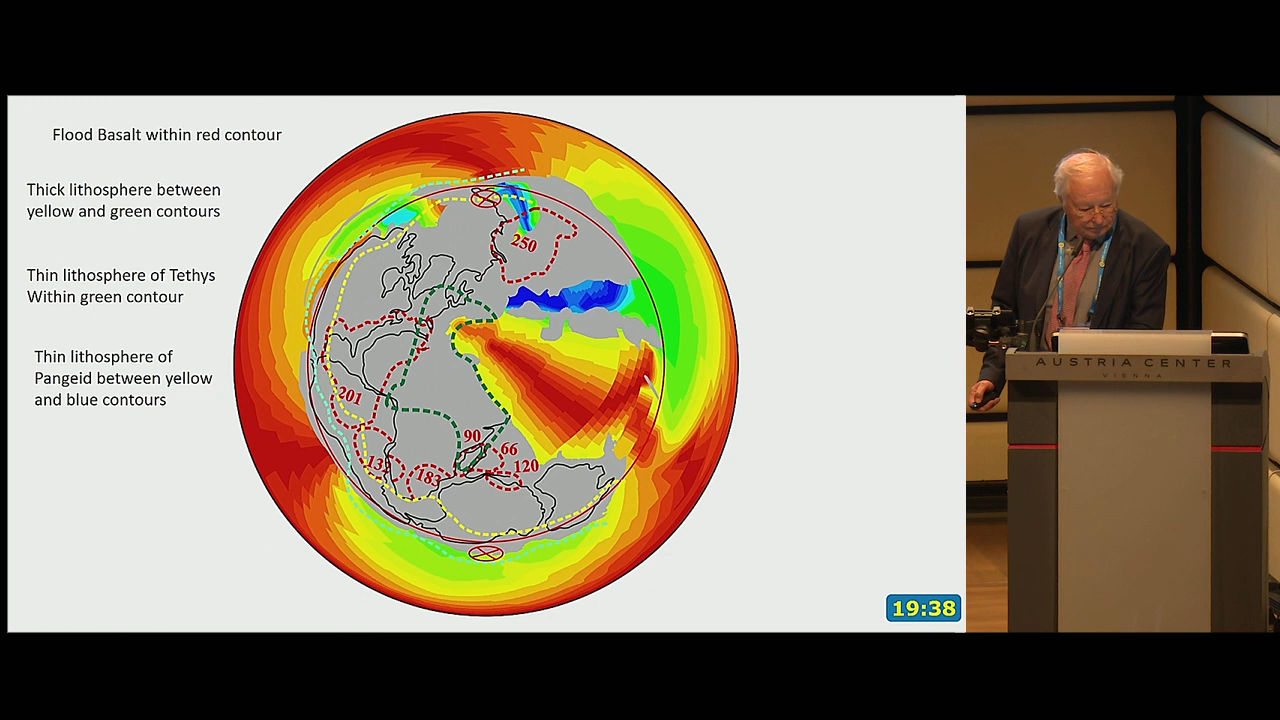 Flood Basalt within red contour
Thick lithosphere between
yellow and green contours
Thin lithosphere of Tethys
Within green contour
Thin lithosphere of
Pangeid between yellow
and blue contours
250
201
90
66
183
120
19:38
AUSTRIA CENTER
VIENNA